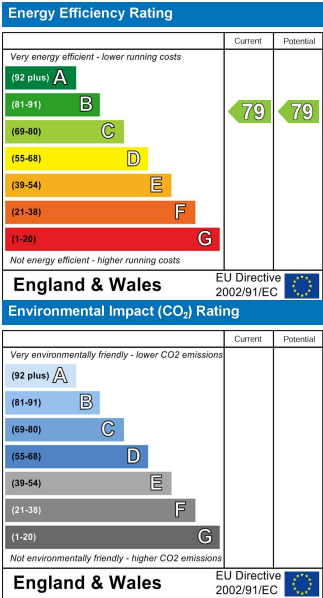 Energy Efficiency Rating
Current Potential
Very energy efficient - lower running costs
(92 plus) A
(81-91) B
79 79
(69-80) C
(55-68) D
(39-54) E
(21-38) F
(1-20) G
Not energy efficient - higher running costs
England & Wales
EU Directive
2002/91/EC
Environmental Impact (CO₂) Rating
Current Potential
Very environmentally friendly - lower CO2 emissions
(92 plus) A
(81-91) B
(69-80) C
(55-68) D
(39-54) E
(21-38) F
(1-20) G
Not environmentally friendly - higher CO2 emissions
England & Wales
EU Directive
2002/91/EC